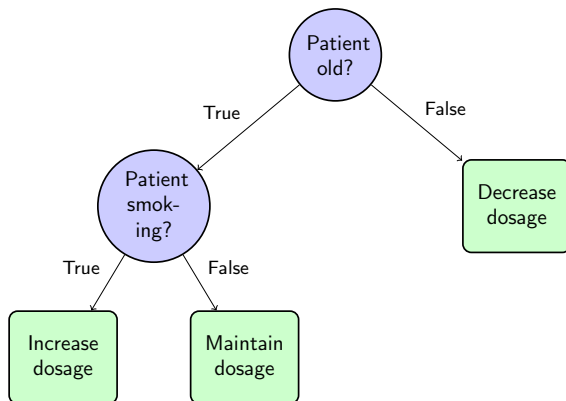 Patient
old?
True
False
Patient
smok-
ing?
Decrease
dosage
True
False
Increase
dosage
Maintain
dosage